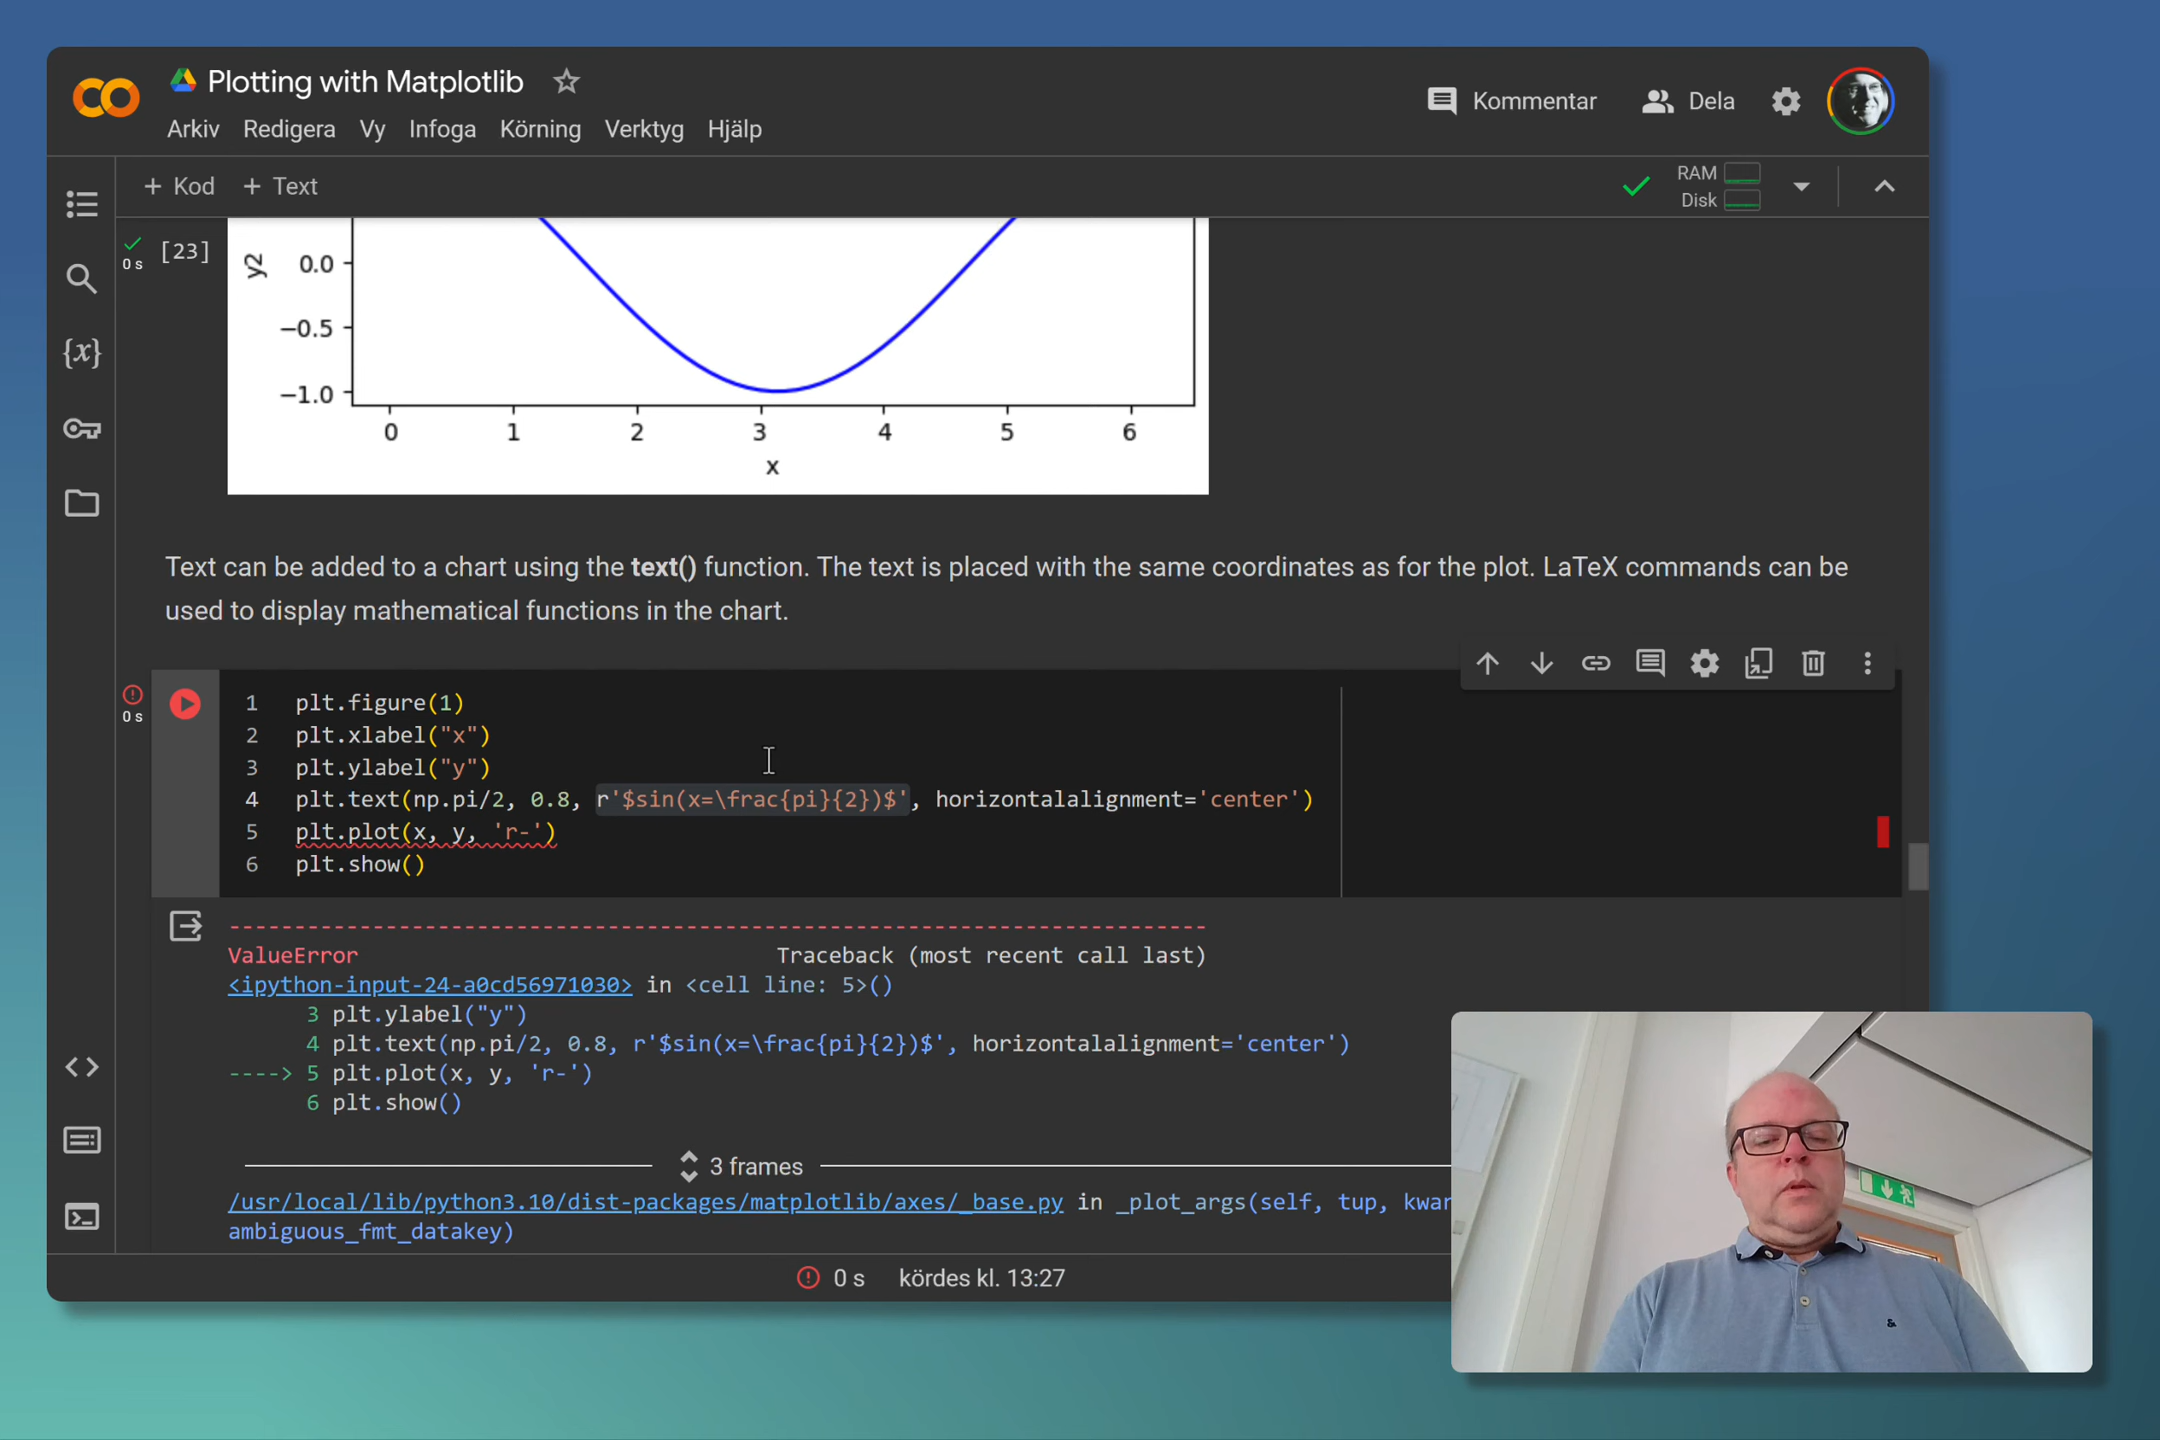 Plotting with Matplotlib
Arkiv Redigera Vy Infoga Körning Verktyg Hjälp
Kommentar Dela
+ Kod + Text
RAM
Disk
0 s [23]
y2
0.0
−0.5
−1.0
0 1 2 3 4 5 6
x
Text can be added to a chart using the text() function. The text is placed with the same coordinates as for the plot. LaTeX commands can be
used to display mathematical functions in the chart.
0 s
1 plt.figure(1)
2 plt.xlabel("x")
3 plt.ylabel("y")
4 plt.text(np.pi/2, 0.8, r'$sin(x=\frac{pi}{2})$', horizontalalignment='center')
5 plt.plot(x, y, 'r-')
6 plt.show()
---------------------------------------------------------------------------
ValueError Traceback (most recent call last)
<ipython-input-24-a0cd56971030> in <cell line: 5>()
3 plt.ylabel("y")
4 plt.text(np.pi/2, 0.8, r'$sin(x=\frac{pi}{2})$', horizontalalignment='center')
----> 5 plt.plot(x, y, 'r-')
6 plt.show()
3 frames
/usr/local/lib/python3.10/dist-packages/matplotlib/axes/_base.py in _plot_args(self, tup, kwar
ambiguous_fmt_datakey)
0 s kördes kl. 13:27
&